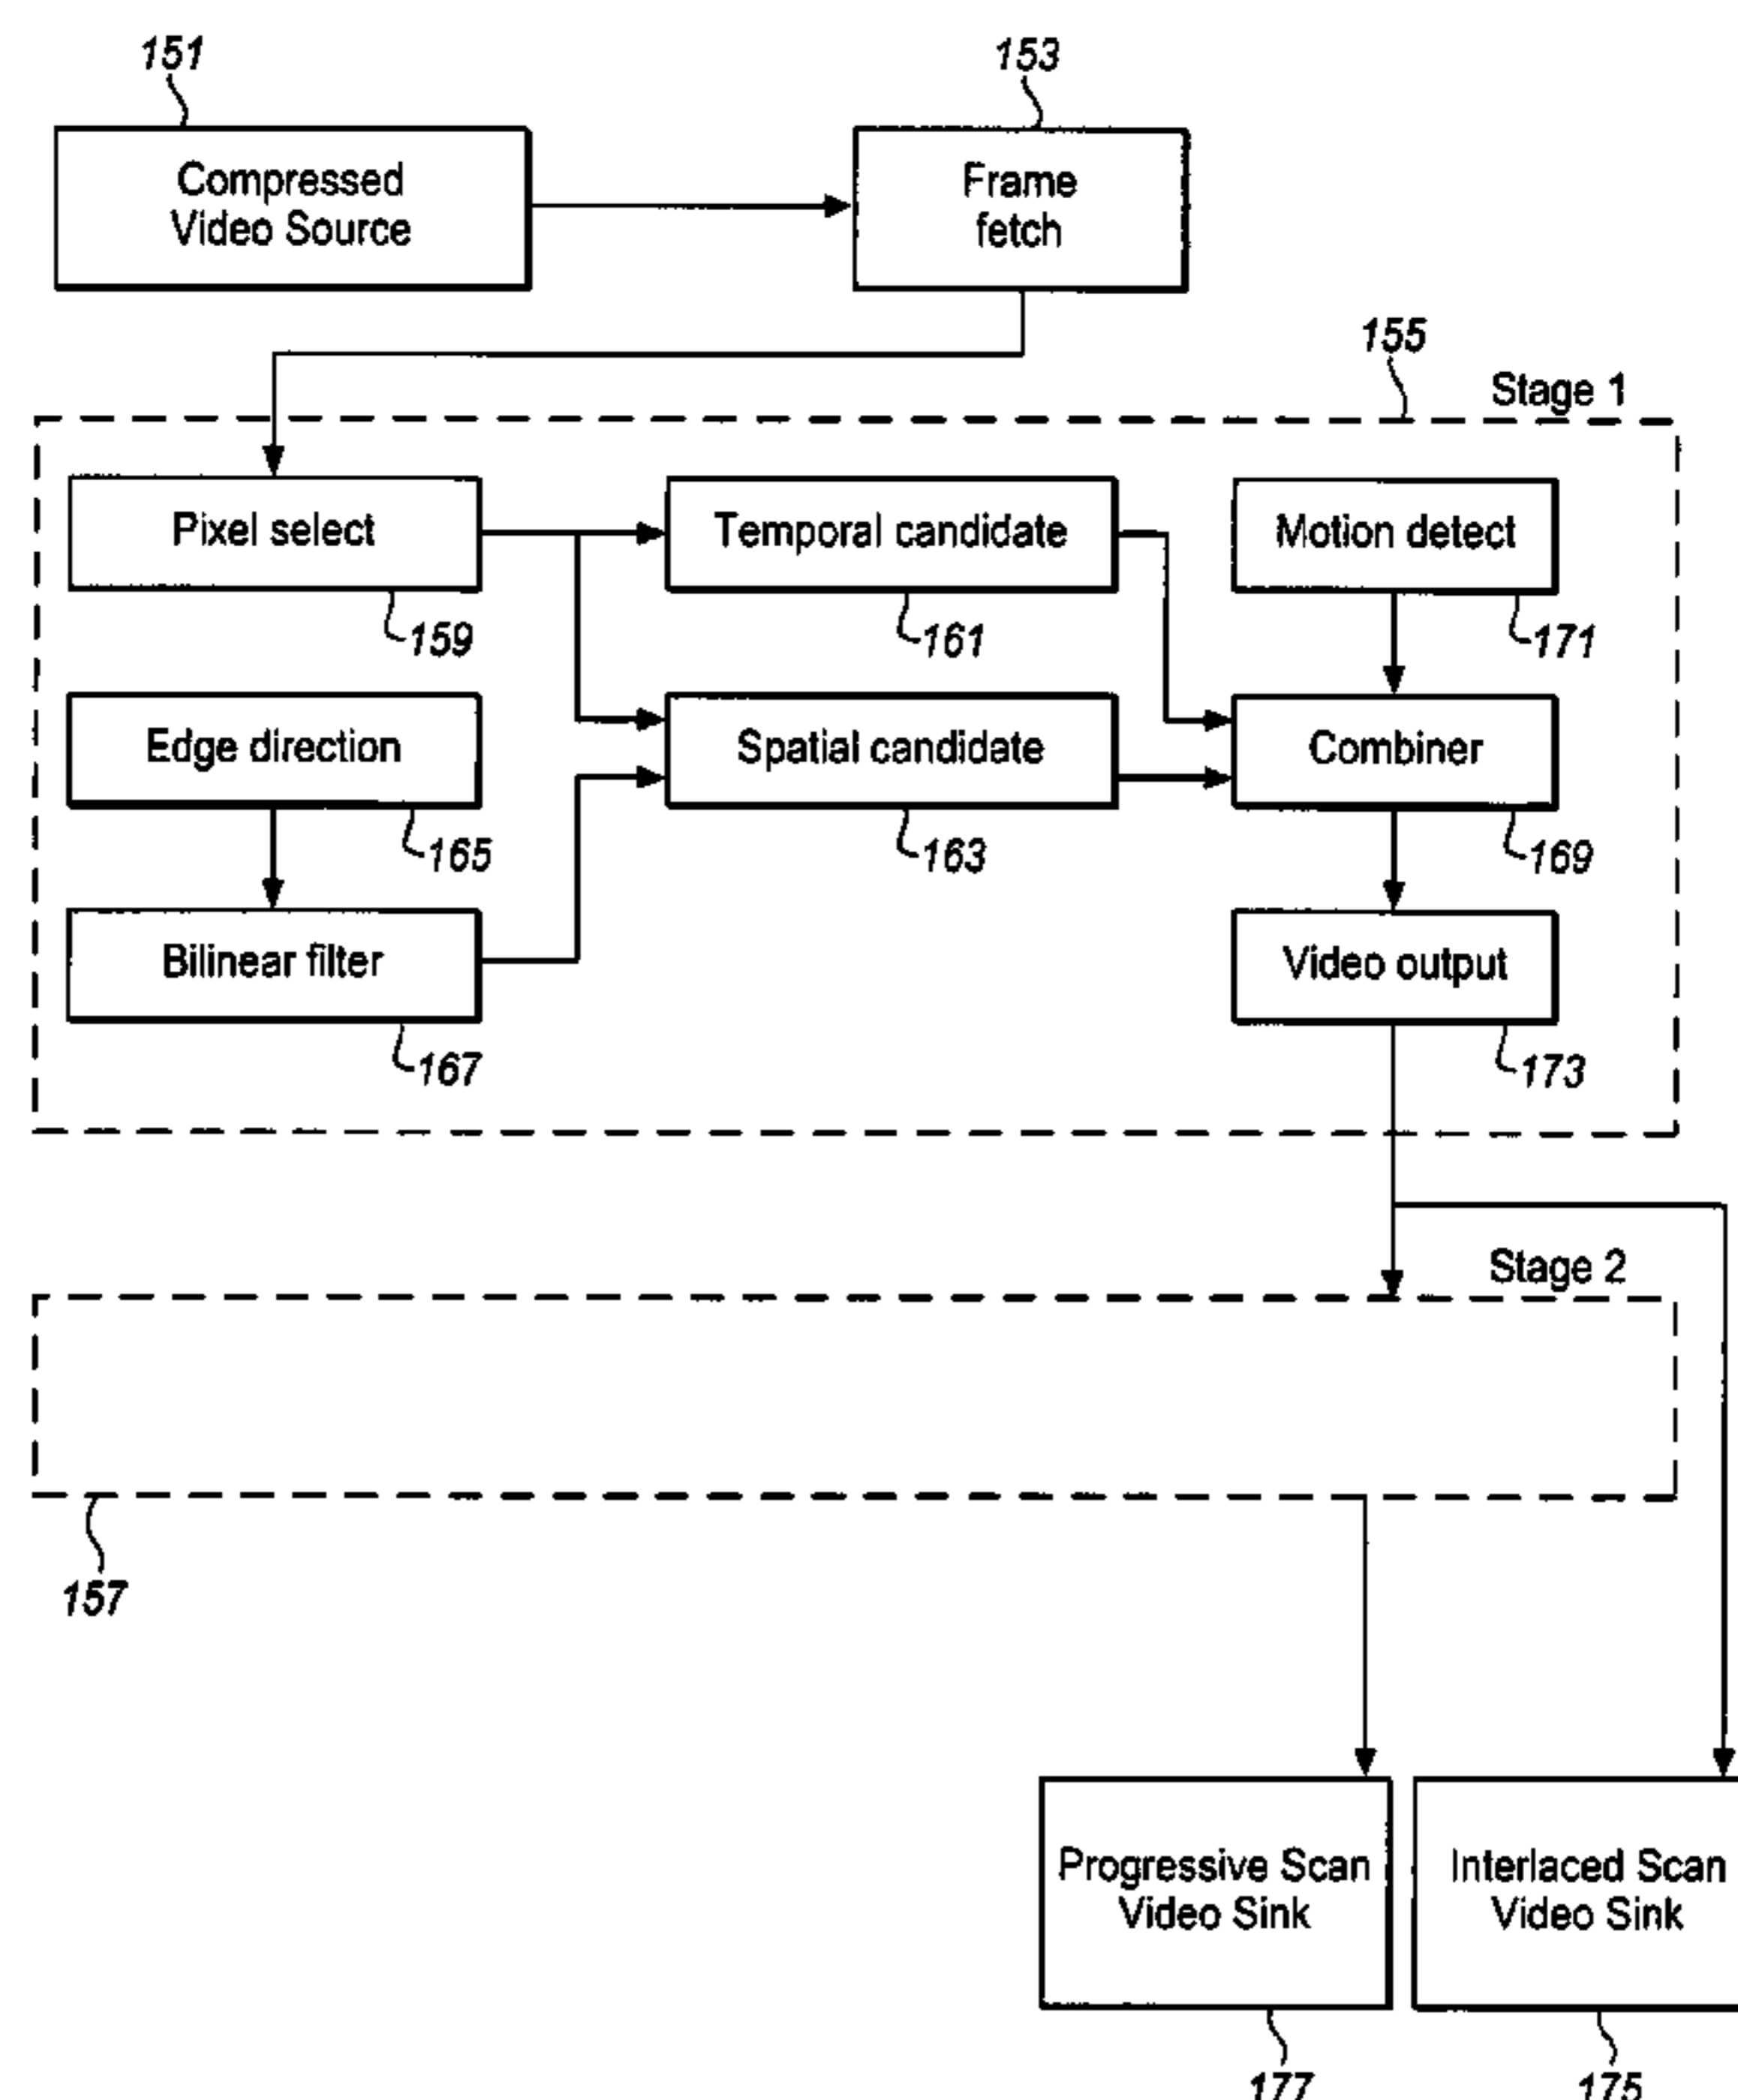 151
153
Compressed
Video Source
Frame
fetch
155
Stage 1
Pixel select
Temporal candidate
Motion detect
159
161
171
Edge direction
Spatial candidate
Combiner
165
163
169
Bilinear filter
Video output
167
173
Stage 2
157
Progressive Scan
Video Sink
Interlaced Scan
Video Sink
177
175